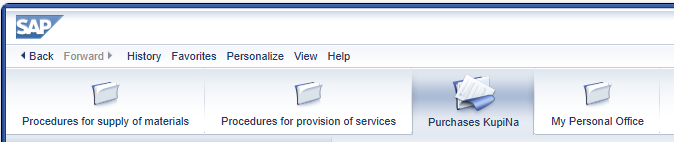 SAP
Back Forward History Favorites Personalize View Help
Procedures for supply of materials Procedures for provision of services Purchases KupiNa My Personal Office